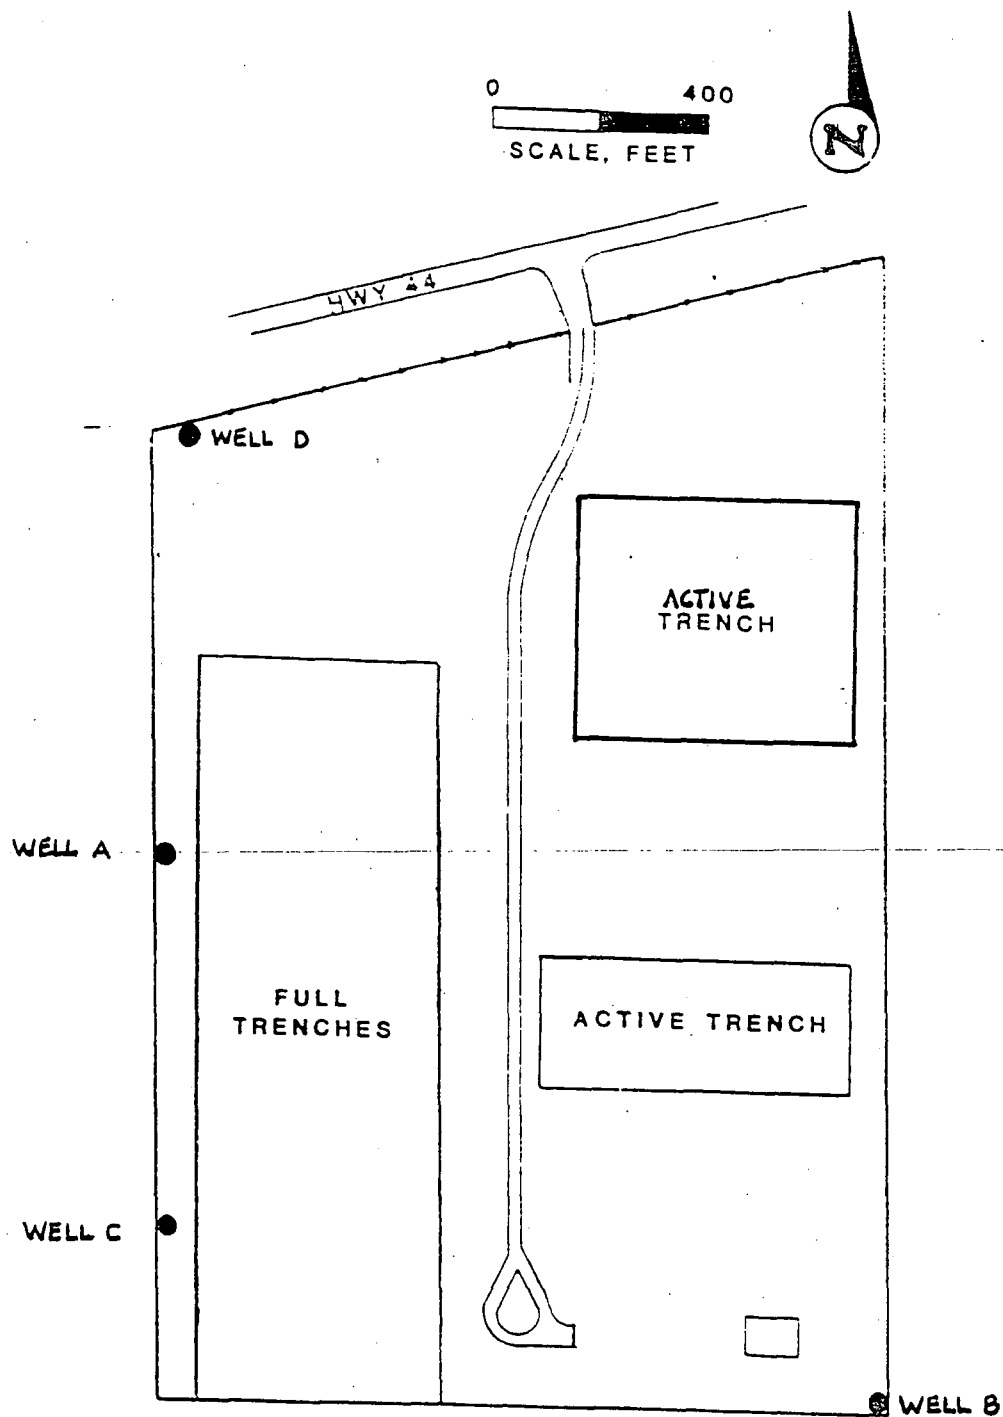 0 400
SCALE, FEET
N
HWY 44
WELL D
ACTIVE
TRENCH
WELL A
FULL
TRENCHES
ACTIVE TRENCH
WELL C
WELL B